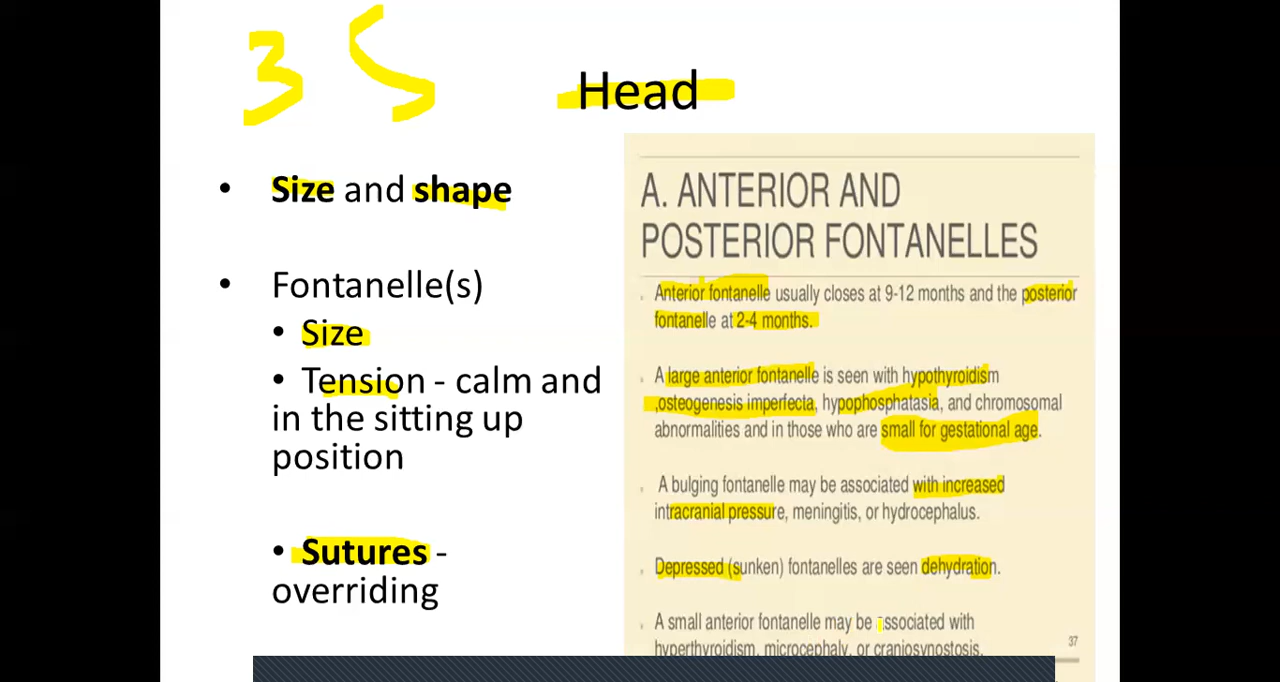 3 S
Head
• Size and shape
• Fontanelle(s)
• Size
• Tension - calm and
in the sitting up
position
• Sutures -
overriding
A. ANTERIOR AND
POSTERIOR FONTANELLES
Anterior fontanelle usually closes at 9-12 months and the posterior
fontanelle at 2-4 months.
A large anterior fontanelle is seen with hypothyroidism
,osteogenesis imperfecta, hypophosphatasia, and chromosomal
abnormalities and in those who are small for gestational age.
A bulging fontanelle may be associated with increased
intracranial pressure, meningitis, or hydrocephalus.
Depressed (sunken) fontanelles are seen dehydration.
A small anterior fontanelle may be associated with
hyperthyroidism, microcephaly, or craniosynostosis.
37